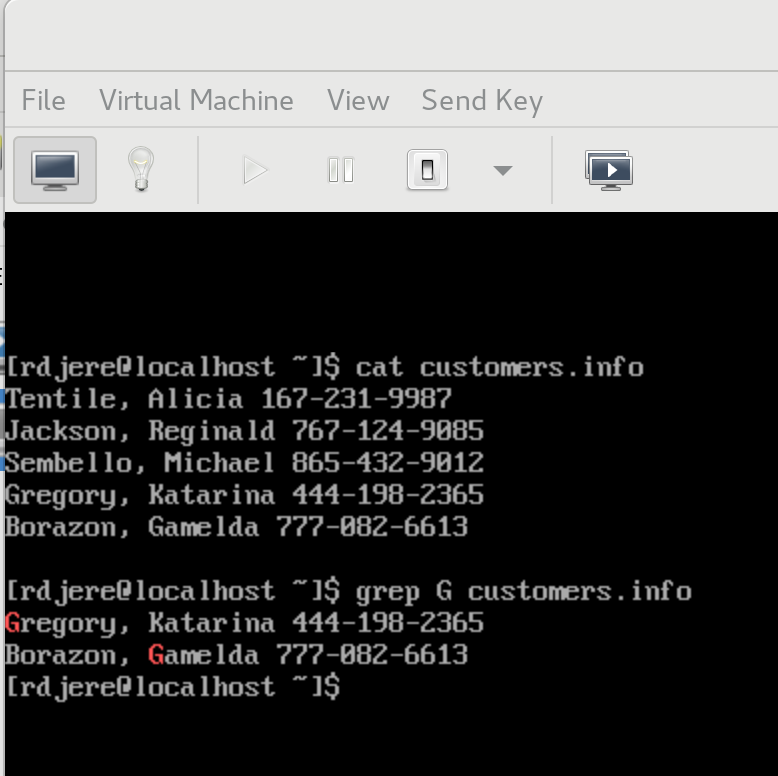 File Virtual Machine View Send Key
[rdjere@localhost ~]$ cat customers.info
Tentile, Alicia 167-231-9987
Jackson, Reginald 767-124-9085
Sembello, Michael 865-432-9012
Gregory, Katarina 444-198-2365
Borazon, Gamelda 777-082-6613
[rdjere@localhost ~]$ grep G customers.info
Gregory, Katarina 444-198-2365
Borazon, Gamelda 777-082-6613
[rdjere@localhost ~]$